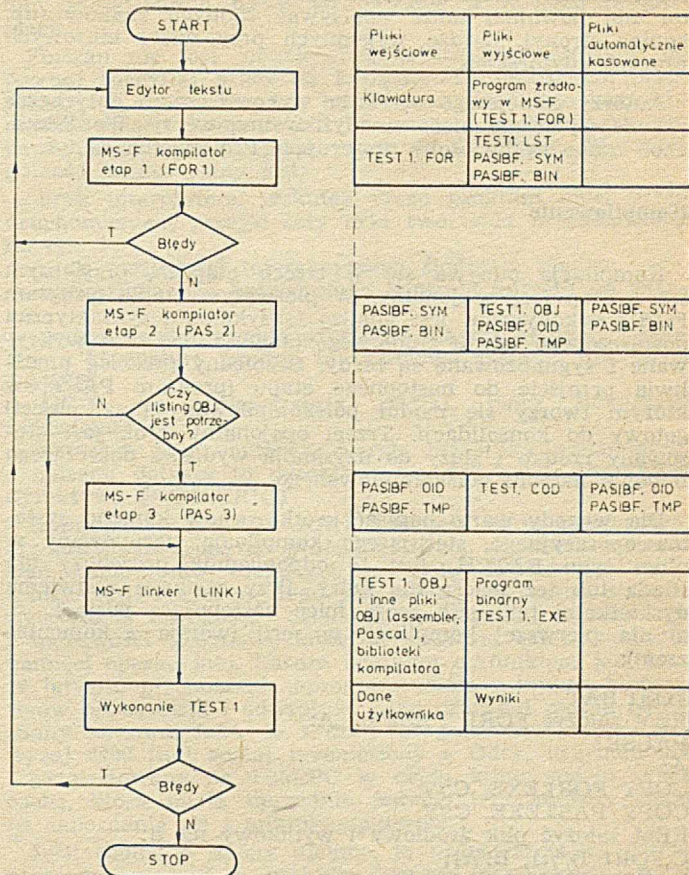 START
Edytor tekstu
MS-F kompilator
etap 1 (FOR 1)
Błędy
T
N
MS-F kompilator
etap 2 (PAS 2)
Czy
listing OBJ
jest potrze-
bny?
N
T
MS-F kompilator
etap 3 (PAS 3)
MS-F linker (LINK)
Wykonanie TEST 1
Błędy
T
N
STOP
Pliki
wejściowe
Pliki
wyjściowe
Pliki
automatycznie
kasowane
Klawiatura
Program źródło-
wy w MS-F
(TEST 1. FOR)
TEST 1. FOR
TEST1. LST
PASIBF. SYM
PASIBF. BIN
PASIBF. SYM
PASIBF. BIN
TEST1. OBJ
PASIBF. OID
PASIBF. TMP
PASIBF. SYM
PASIBF. BIN
PASIBF. OID
PASIBF. TMP
TEST. COD
PASIBF. OID
PASIBF. TMP
TEST 1. OBJ
i inne pliki
OBJ (assembler,
Pascal),
biblioteki
kompilatora
Program
binarny
TEST 1. EXE
Dane
użytkownika
Wyniki